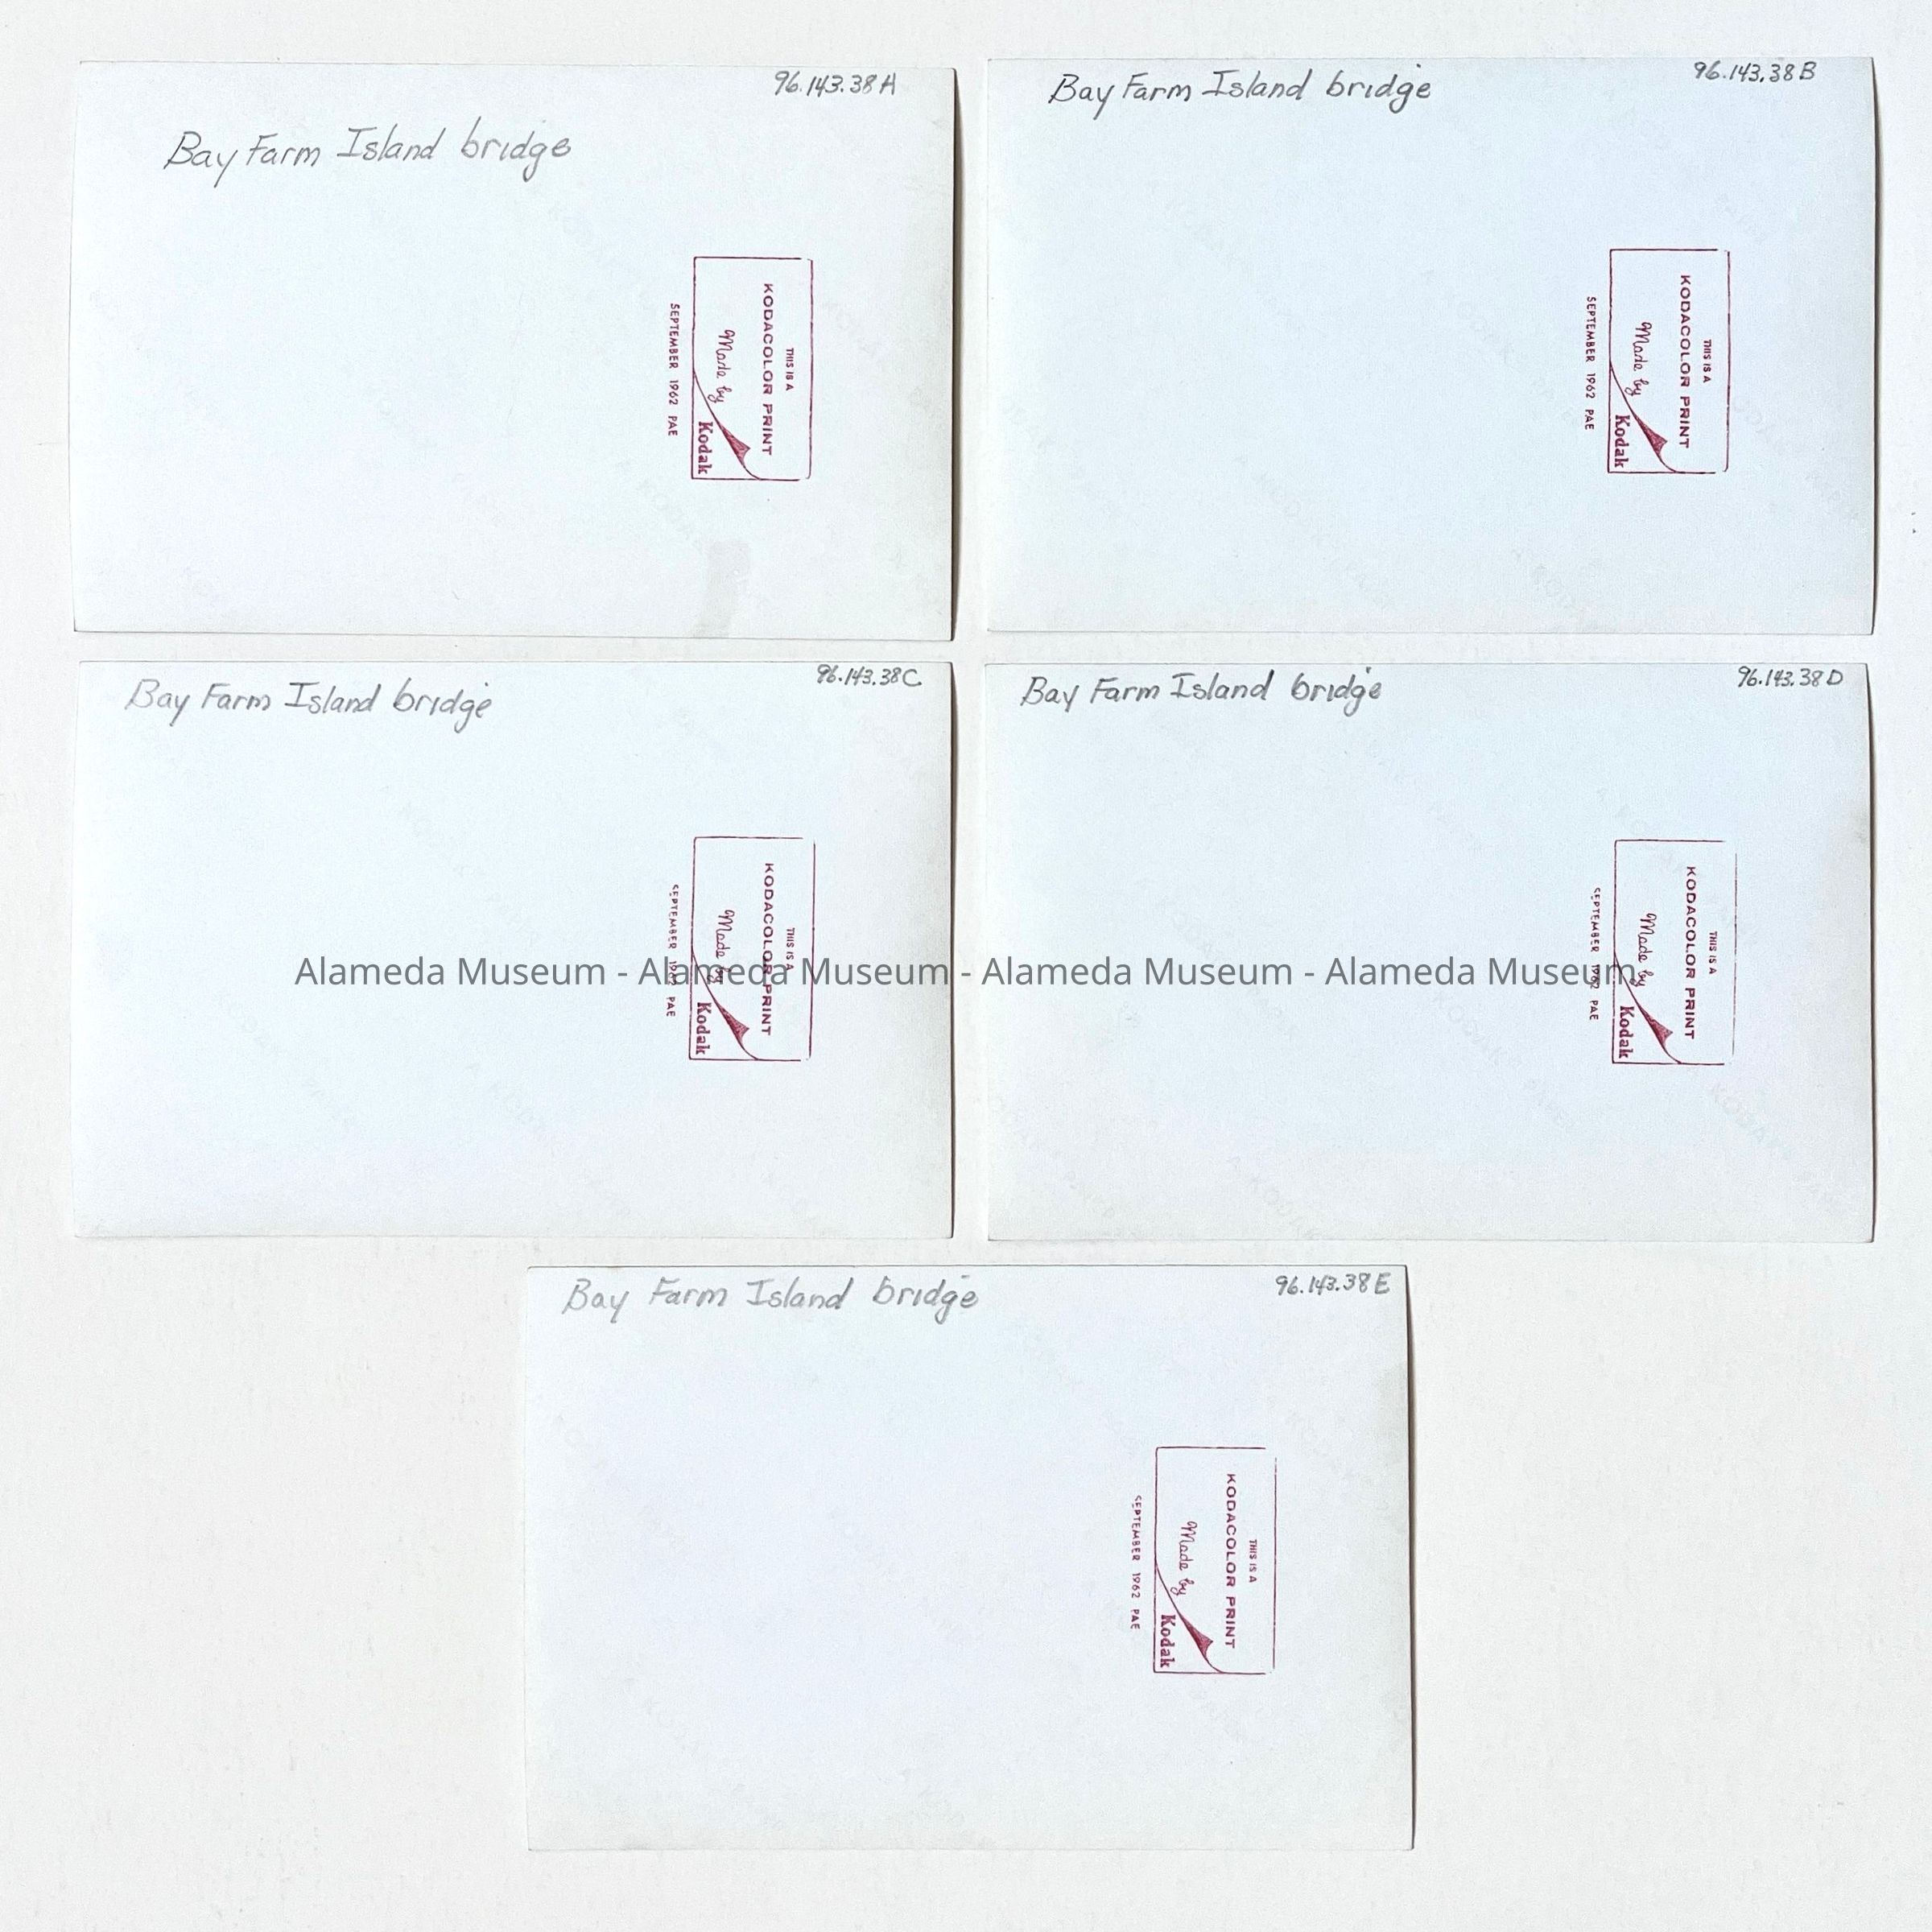 96.143.38A
Bay Farm Island bridge
THIS IS A
KODACOLOR PRINT
Made by
Kodak
SEPTEMBER 1962 PAE
96.143.38B
Bay Farm Island bridge
THIS IS A
KODACOLOR PRINT
Made by
Kodak
SEPTEMBER 1962 PAE
96.143.38C
Bay Farm Island bridge
THIS IS A
KODACOLOR PRINT
Made by
Kodak
SEPTEMBER 1962 PAE
96.143.38D
Bay Farm Island bridge
THIS IS A
KODACOLOR PRINT
Made by
Kodak
SEPTEMBER 1962 PAE
Alameda Museum - Alameda Museum - Alameda Museum - Alameda Museum
96.143.38E
Bay Farm Island bridge
THIS IS A
KODACOLOR PRINT
Made by
Kodak
SEPTEMBER 1962 PAE